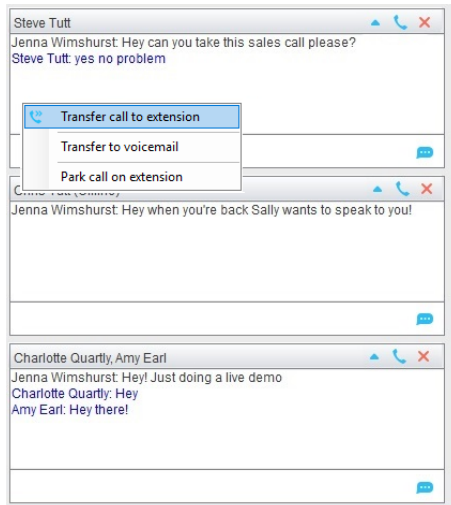 Steve Tutt
Jenna Wimshurst: Hey can you take this sales call please?
Steve Tutt: yes no problem
Transfer call to extension
Transfer to voicemail
Park call on extension
Jenna Wimshurst: Hey when you're back Sally wants to speak to you!
Charlotte Quartly, Amy Earl
Jenna Wimshurst: Hey! Just doing a live demo
Charlotte Quartly: Hey
Amy Earl: Hey there!